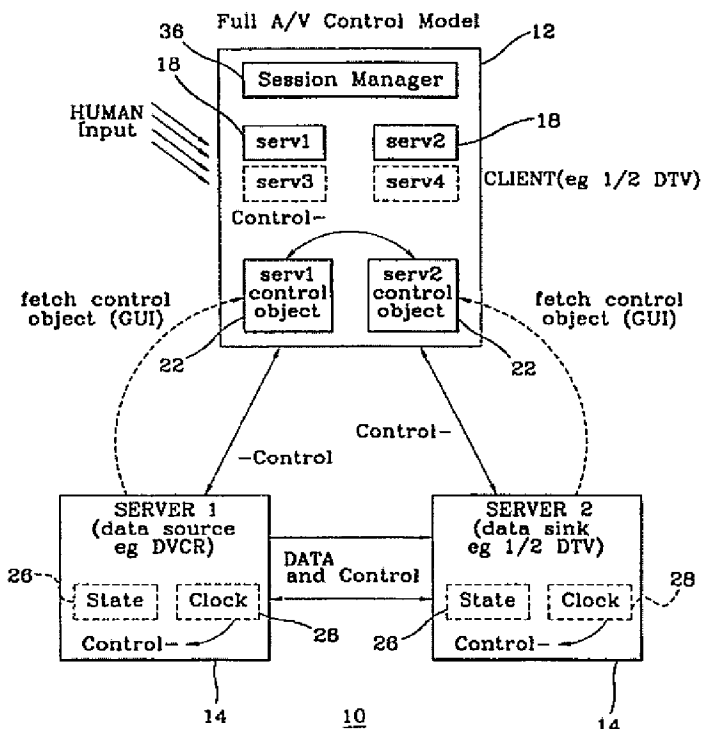 Full A/V Control Model
36
12
Session Manager
18
HUMAN
Input
serv1
serv2
18
serv3
serv4
CLIENT(eg 1/2 DTV)
Control-
serv1
control
object
serv2
control
object
fetch control
object (GUI)
fetch control
object (GUI)
22
22
-Control
Control-
SERVER 1
(data source
eg DVCR)
SERVER 2
(data sink
eg 1/2 DTV)
DATA
and Control
26
State
Clock
28
State
Clock
28
Control-
26
Control-
14
10
14